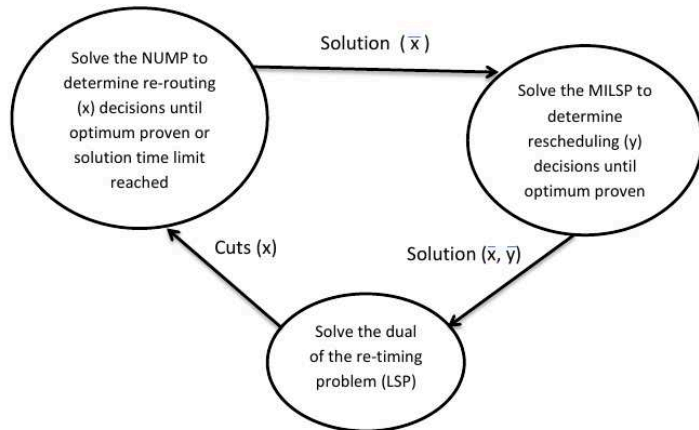 Solve the NUMP to
determine re-routing
(x) decisions until
optimum proven or
solution time limit
reached
Solution ( x̅ )
Solve the MILSP to
determine
rescheduling (y)
decisions until
optimum proven
Cuts (x)
Solution (x̅, y̅)
Solve the dual
of the re-timing
problem (LSP)